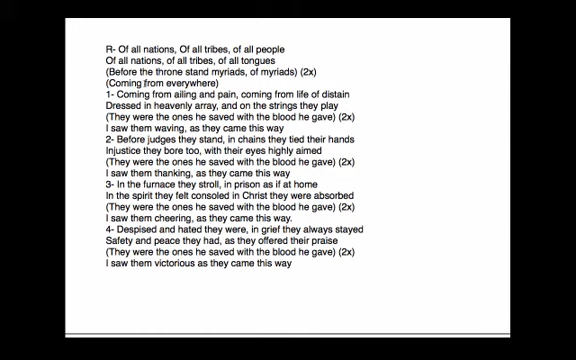 R- Of all nations, Of all tribes, of all people
Of all nations, of all tribes, of all tongues
(Before the throne stand myriads, of myriads) (2x)
(Coming from everywhere)
1- Coming from ailing and pain, coming from life of distain
Dressed in heavenly array, and on the strings they play
(They were the ones he saved with the blood he gave) (2x)
I saw them waving, as they came this way
2- Before judges they stand, in chains they tied their hands
Injustice they bore too, with their eyes highly aimed
(They were the ones he saved with the blood he gave) (2x)
I saw them thanking, as they came this way
3- In the furnace they stroll, in prison as if at home
In the spirit they felt consoled in Christ they were absorbed
(They were the ones he saved with the blood he gave) (2x)
I saw them cheering, as they came this way.
4- Despised and hated they were, in grief they always stayed
Safety and peace they had, as they offered their praise
(They were the ones he saved with the blood he gave) (2x)
I saw them victorious as they came this way